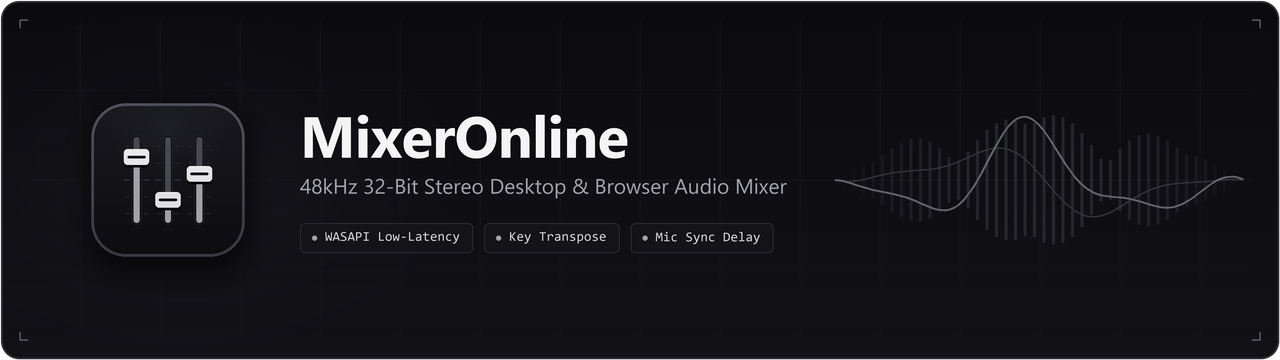 MixerOnline
48kHz 32-Bit Stereo Desktop & Browser Audio Mixer
WASAPI Low-Latency
Key Transpose
Mic Sync Delay